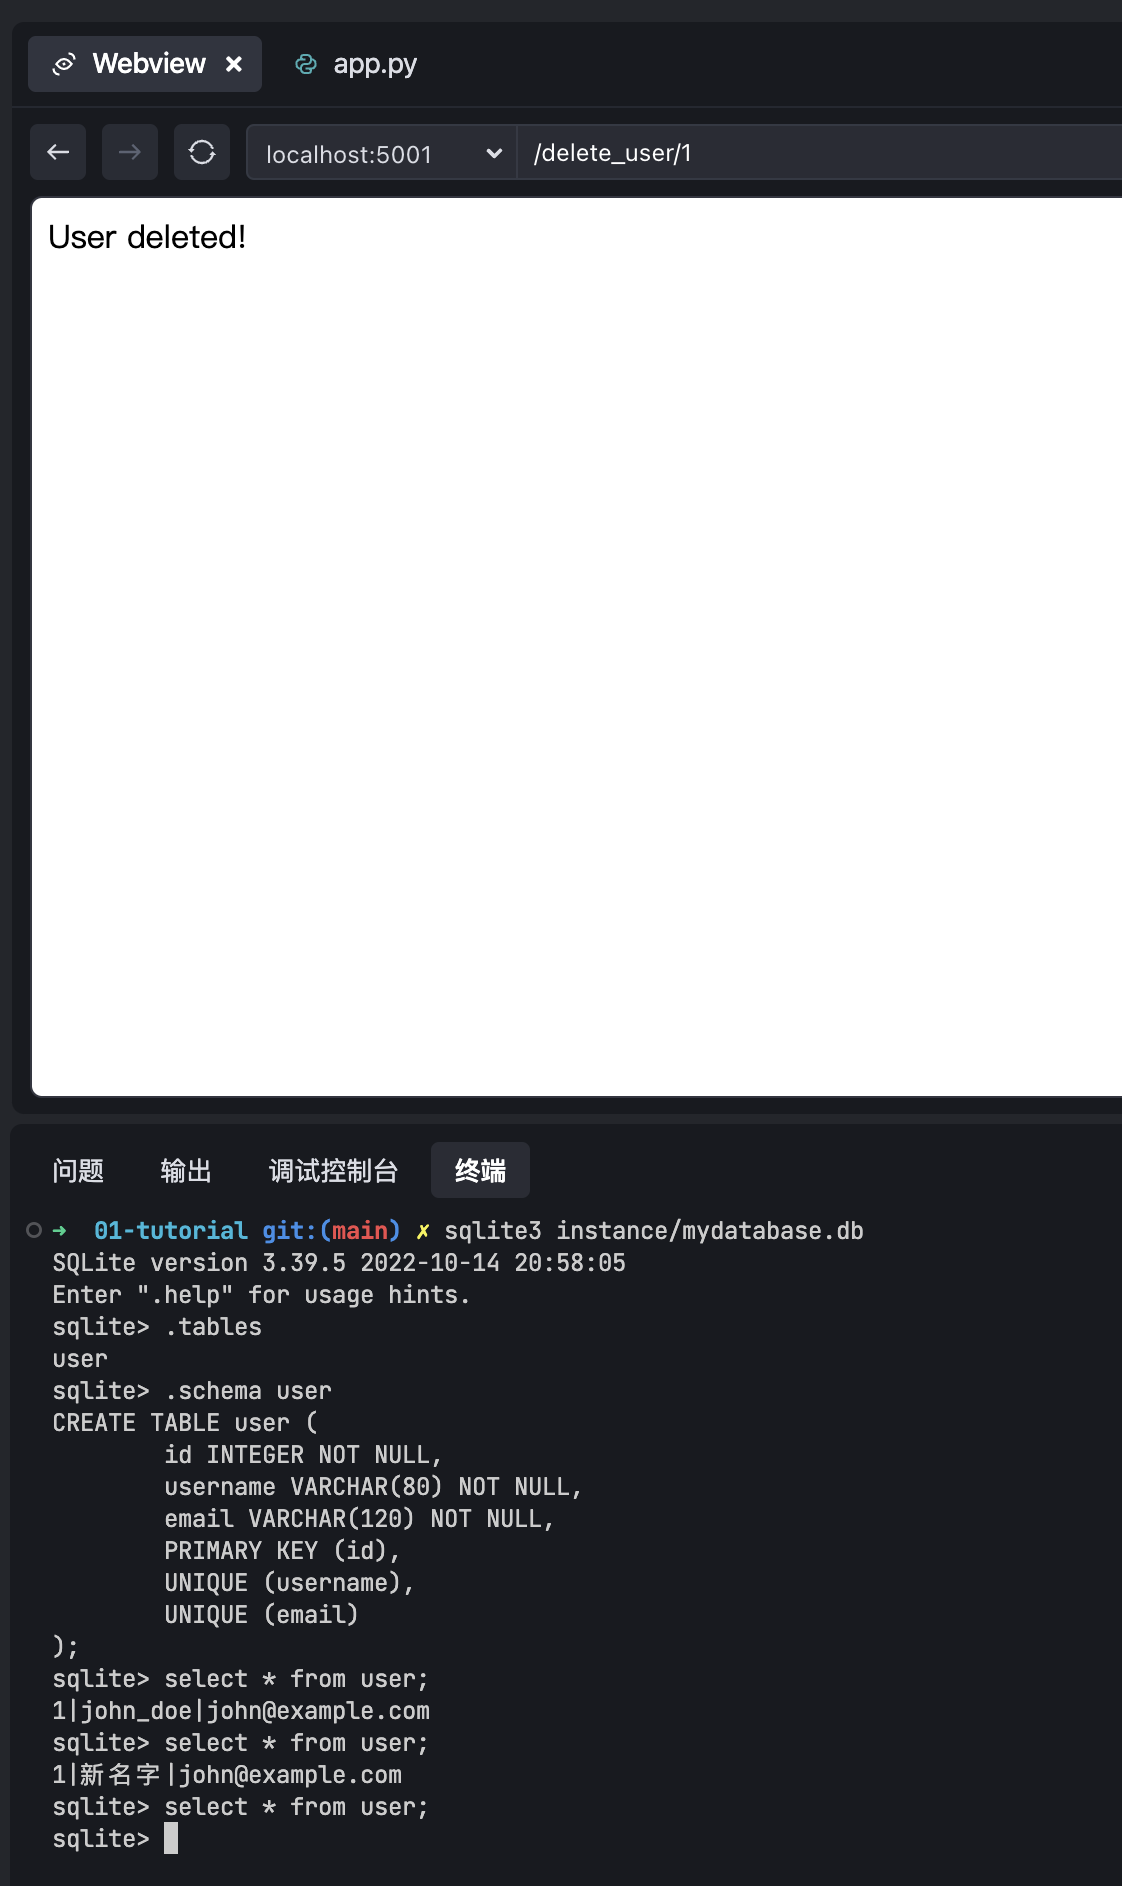 Webview
app.py
localhost:5001
/delete_user/1
User deleted!
问题 输出 调试控制台 终端
➜ 01-tutorial git:(main) ✗ sqlite3 instance/mydatabase.db
SQLite version 3.39.5 2022-10-14 20:58:05
Enter ".help" for usage hints.
sqlite> .tables
user
sqlite> .schema user
CREATE TABLE user (
        id INTEGER NOT NULL,
        username VARCHAR(80) NOT NULL,
        email VARCHAR(120) NOT NULL,
        PRIMARY KEY (id),
        UNIQUE (username),
        UNIQUE (email)
);
sqlite> select * from user;
1|john_doe|john@example.com
sqlite> select * from user;
1|新名字|john@example.com
sqlite> select * from user;
sqlite>